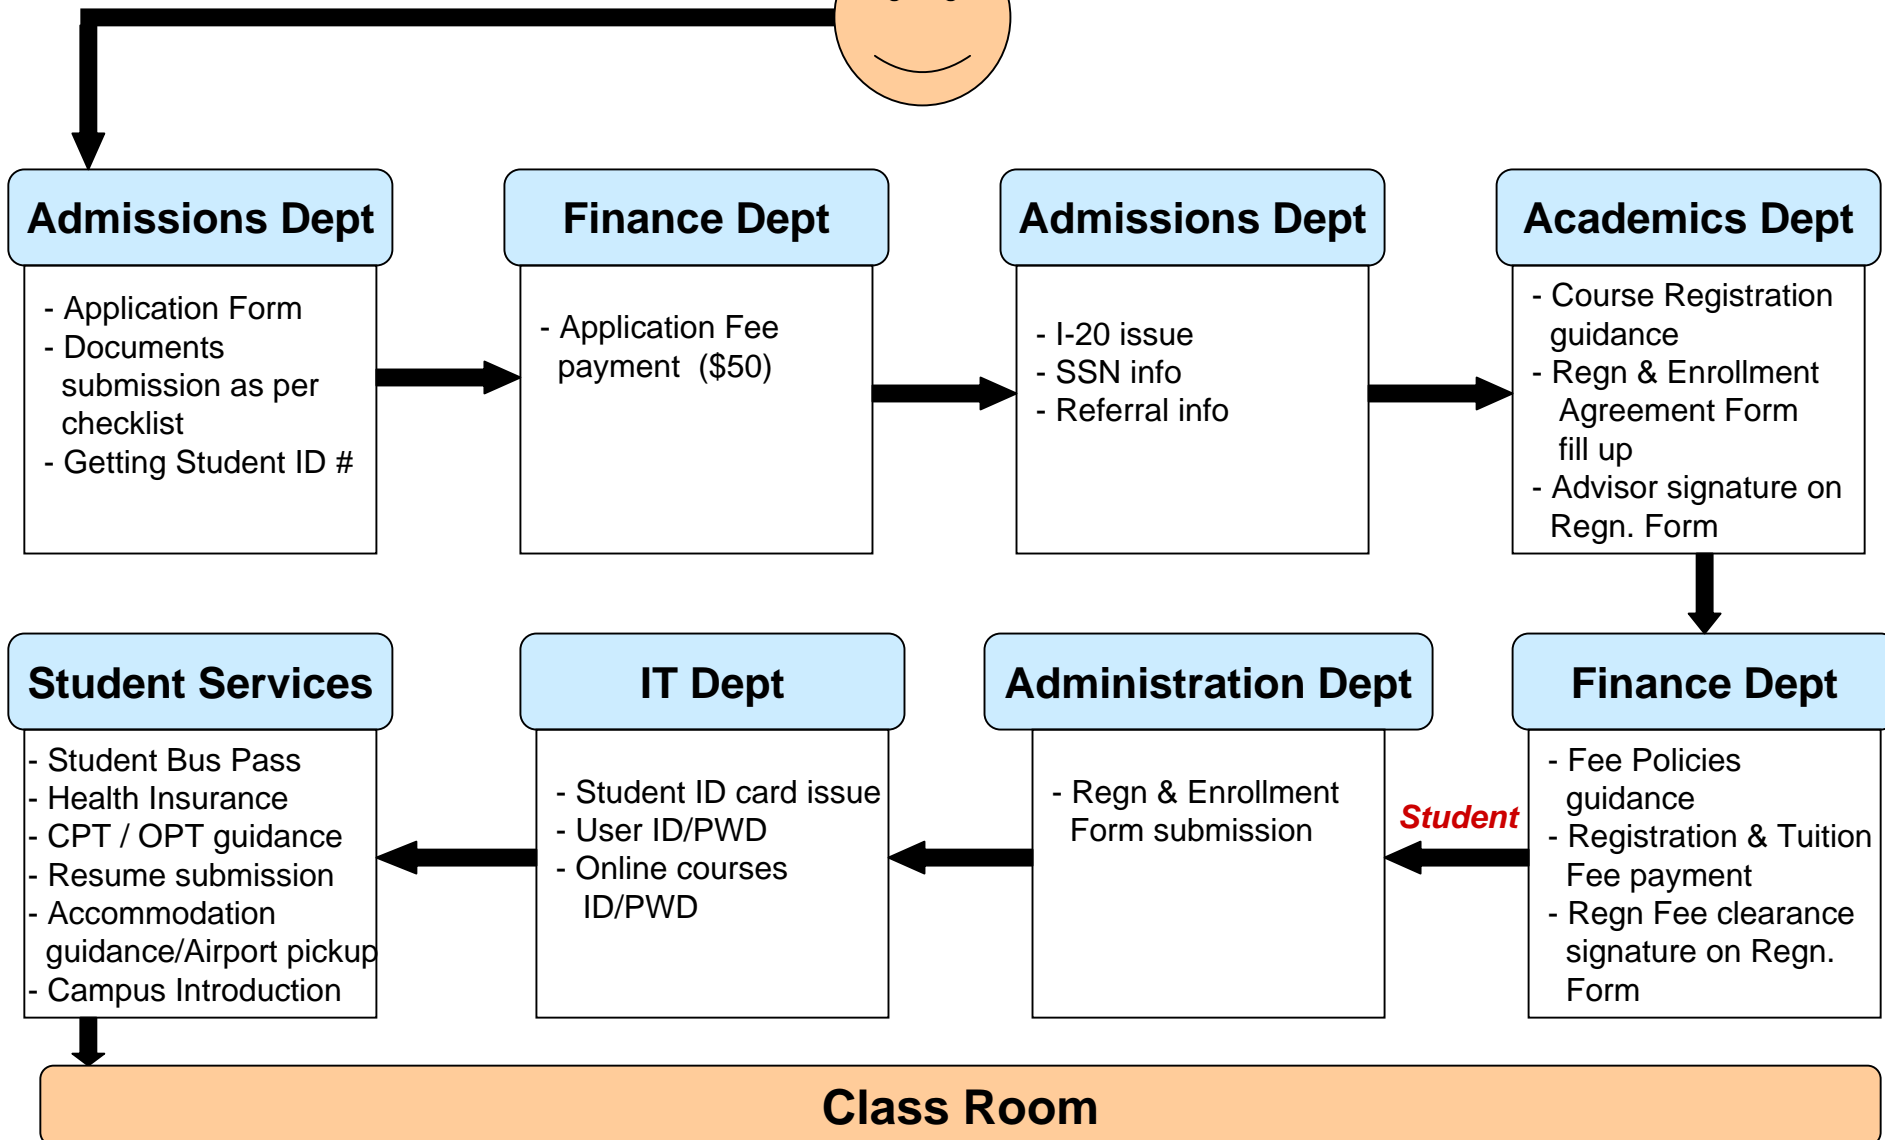 Admissions Dept
- Application Form
- Documents
submission as per
checklist
- Getting Student ID #
Finance Dept
- Application Fee
payment ($50)
Admissions Dept
- I-20 issue
- SSN info
- Referral info
Academics Dept
- Course Registration
guidance
- Regn & Enrollment
Agreement Form
fill up
- Advisor signature on
Regn. Form
Student Services
- Student Bus Pass
- Health Insurance
- CPT / OPT guidance
- Resume submission
- Accommodation
guidance/Airport pickup
- Campus Introduction
IT Dept
- Student ID card issue
- User ID/PWD
- Online courses
ID/PWD
Administration Dept
- Regn & Enrollment
Form submission
Student
Finance Dept
- Fee Policies
guidance
- Registration & Tuition
Fee payment
- Regn Fee clearance
signature on Regn.
Form
Class Room